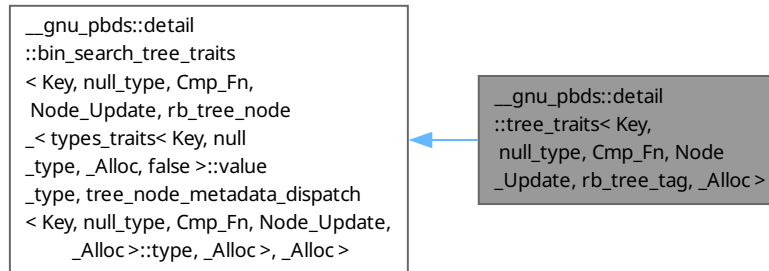 __gnu_pbds::detail
::bin_search_tree_traits
< Key, null_type, Cmp_Fn,
Node_Update, rb_tree_node
_< types_traits< Key, null
_type, _Alloc, false >::value
_type, tree_node_metadata_dispatch
< Key, null_type, Cmp_Fn, Node_Update,
_Alloc >::type, _Alloc >, _Alloc >
__gnu_pbds::detail
::tree_traits< Key,
null_type, Cmp_Fn, Node
_Update, rb_tree_tag, _Alloc >